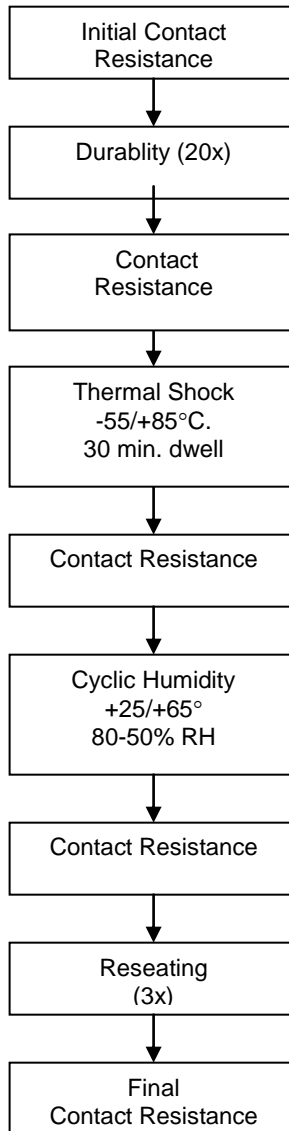 Initial Contact
Resistance
Durablity (20x)
Contact
Resistance
Thermal Shock
-55/+85°C.
30 min. dwell
Contact Resistance
Cyclic Humidity
+25/+65°
80-50% RH
Contact Resistance
Reseating
(3x)
Final
Contact Resistance